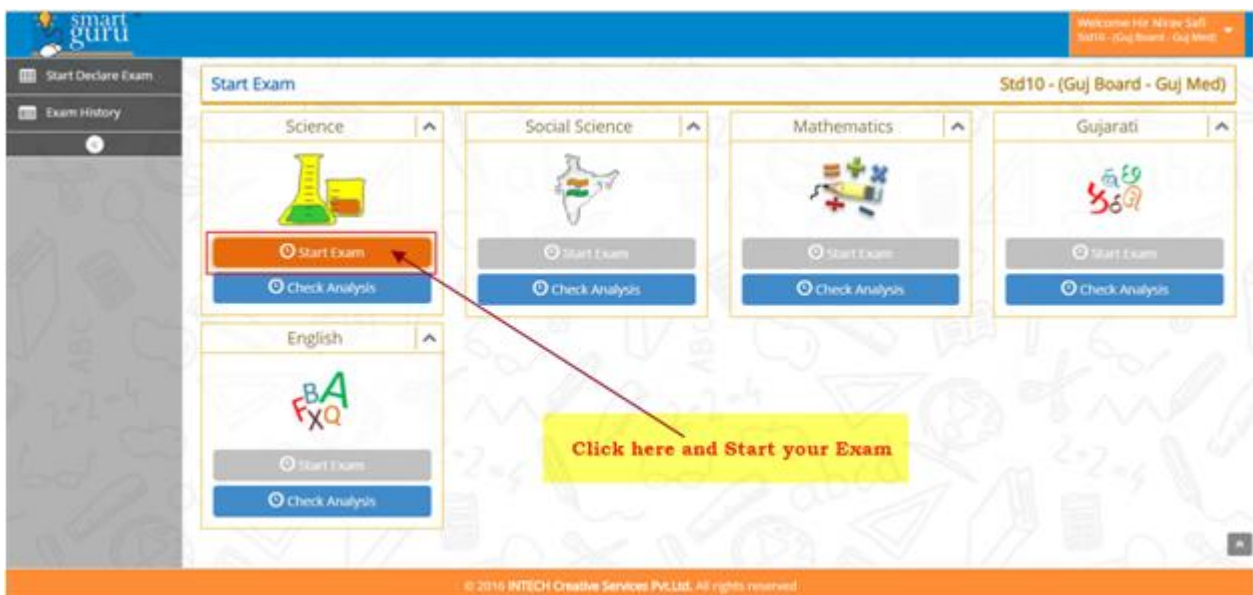 smart
guru
Welcome Hir Nirav Safi
Std10 - (Guj Board - Guj Med)
Start Declare Exam
Exam History
Start Exam
Std10 - (Guj Board - Guj Med)
Science
Social Science
Mathematics
Gujarati
Start Exam
Start Exam
Start Exam
Start Exam
Check Analysis
Check Analysis
Check Analysis
Check Analysis
English
Start Exam
Check Analysis
Click here and Start your Exam
© 2016 INTECH Creative Services Pvt.Ltd. All rights reserved